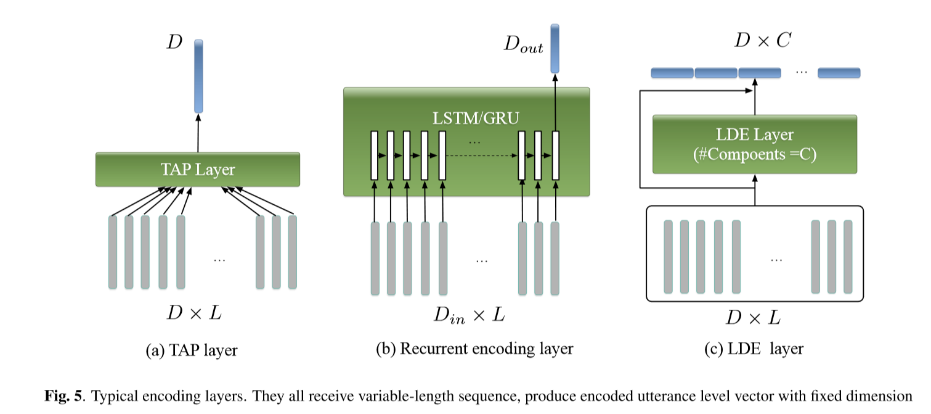 D
TAP Layer
...
D × L
(a) TAP layer
D_out
LSTM/GRU
...
...
D_in × L
(b) Recurrent encoding layer
D × C
...
LDE Layer
(#Compoents =C)
...
D × L
(c) LDE layer
Fig. 5. Typical encoding layers. They all receive variable-length sequence, produce encoded utterance level vector with fixed dimension